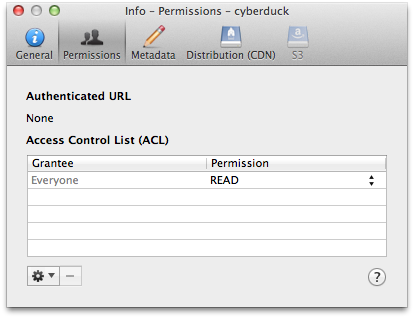 Info – Permissions – cyberduck
General Permissions Metadata Distribution (CDN) S3
Authenticated URL
None
Access Control List (ACL)
Grantee Permission
Everyone READ
?